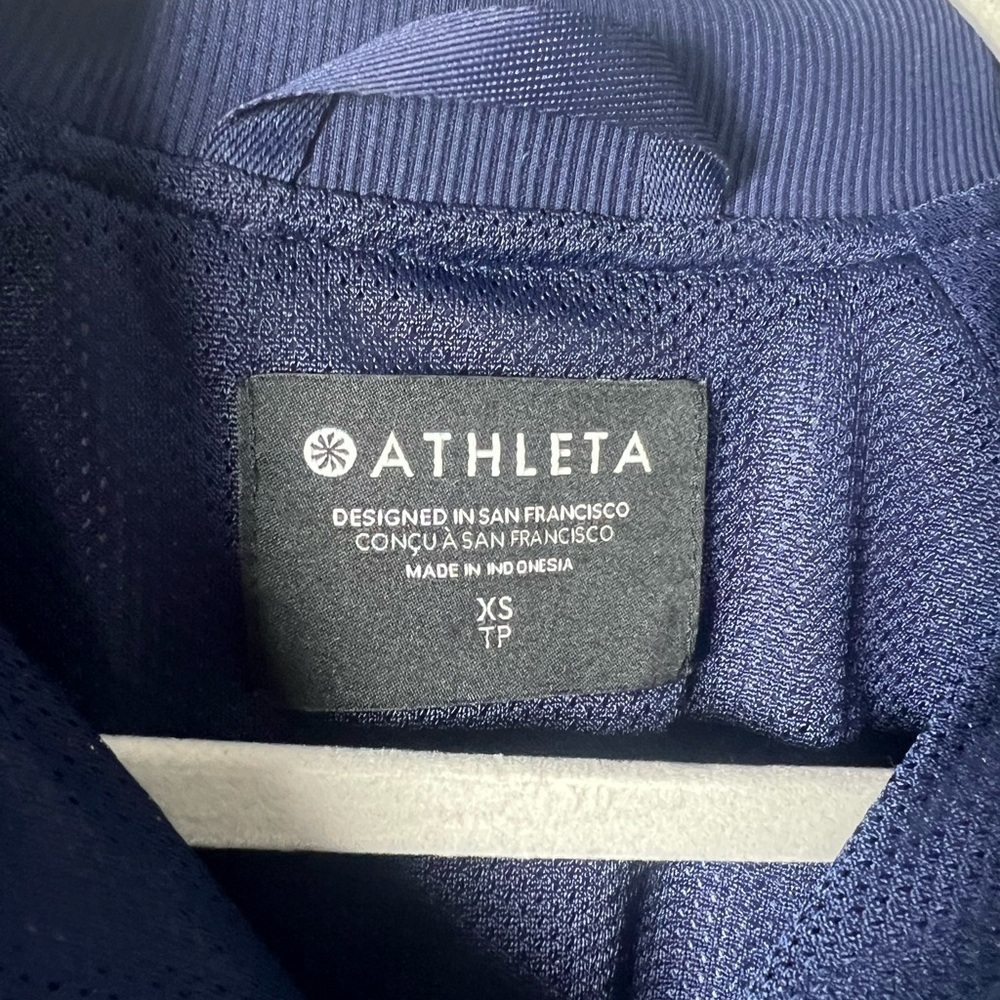 ATHLETA
DESIGNED IN SAN FRANCISCO
CONÇU À SAN FRANCISCO
MADE IN INDONESIA
XS
TP